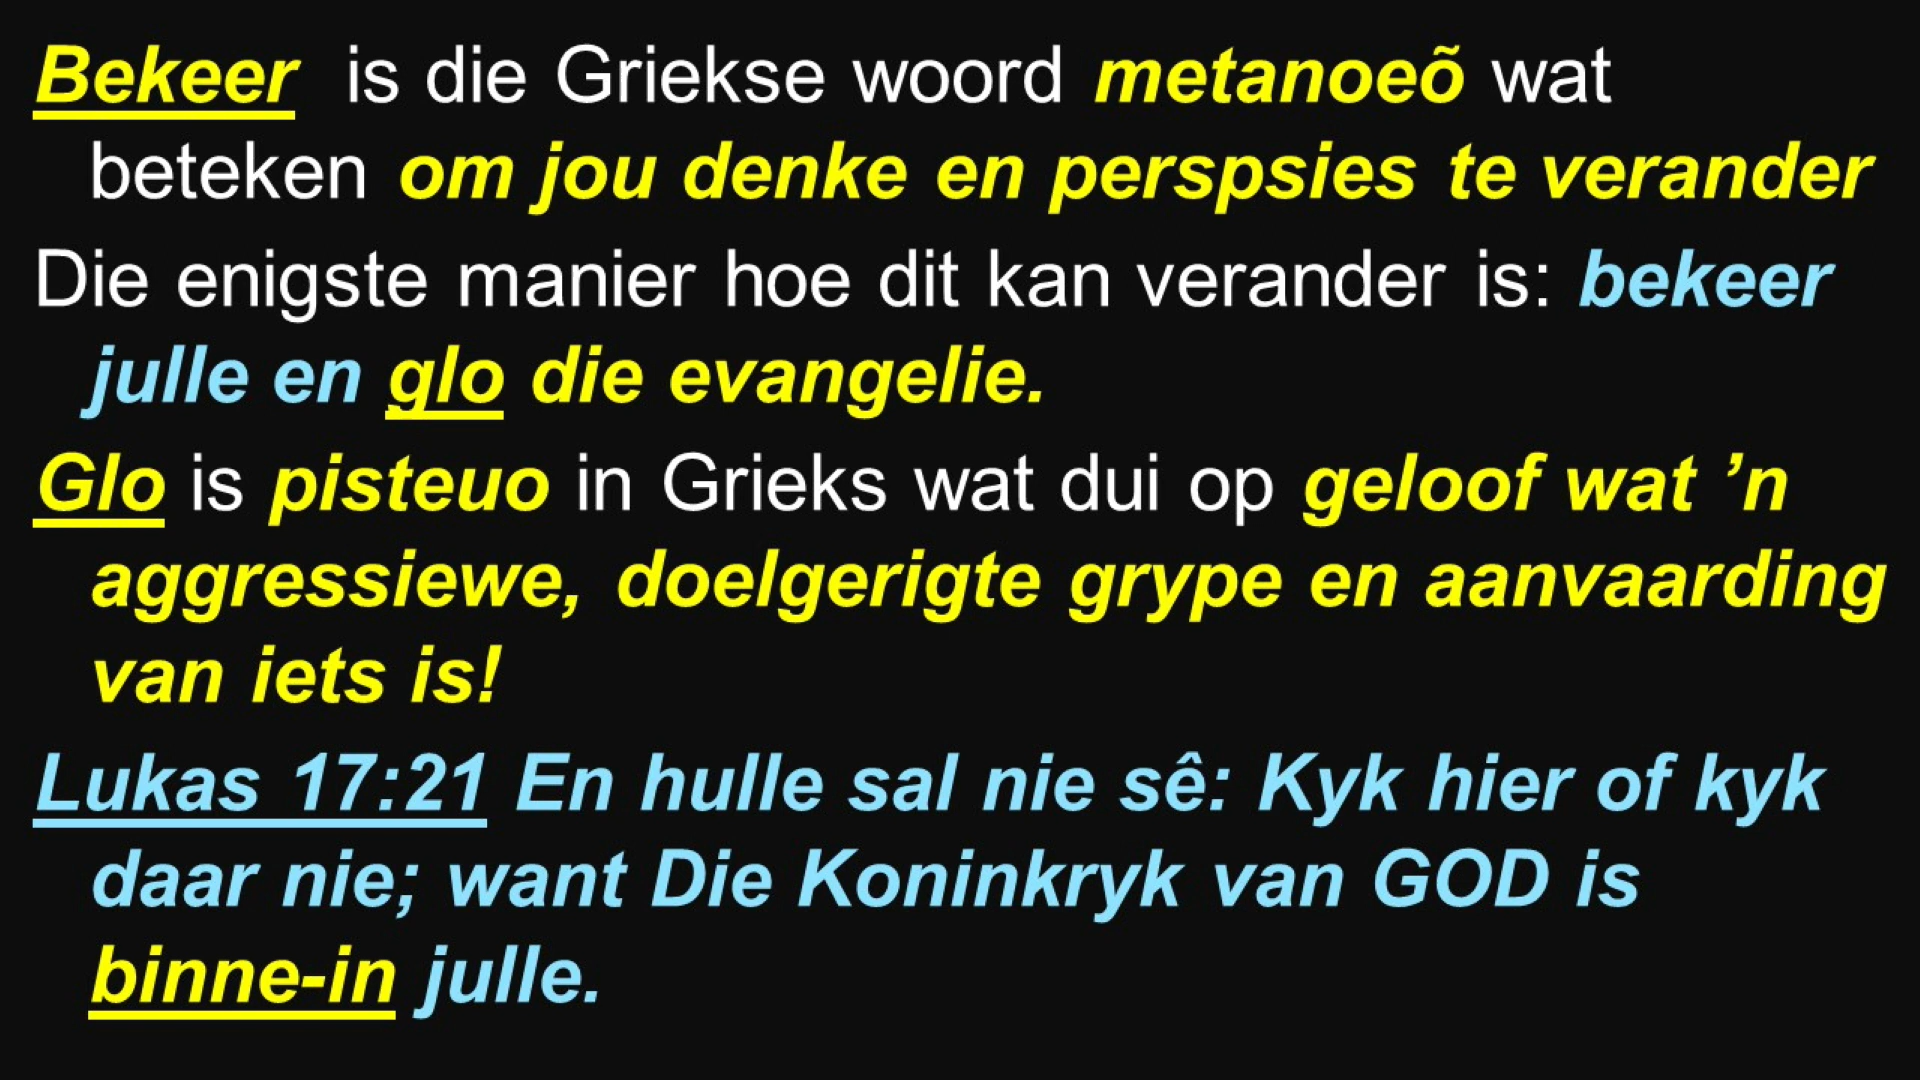 Bekeer is die Griekse woord metanoeõ wat
beteken om jou denke en perspsies te verander
Die enigste manier hoe dit kan verander is: bekeer
julle en glo die evangelie.
Glo is pisteuo in Grieks wat dui op geloof wat ’n
aggressiewe, doelgerigte grype en aanvaarding
van iets is!
Lukas 17:21 En hulle sal nie sê: Kyk hier of kyk
daar nie; want Die Koninkryk van GOD is
binne-in julle.